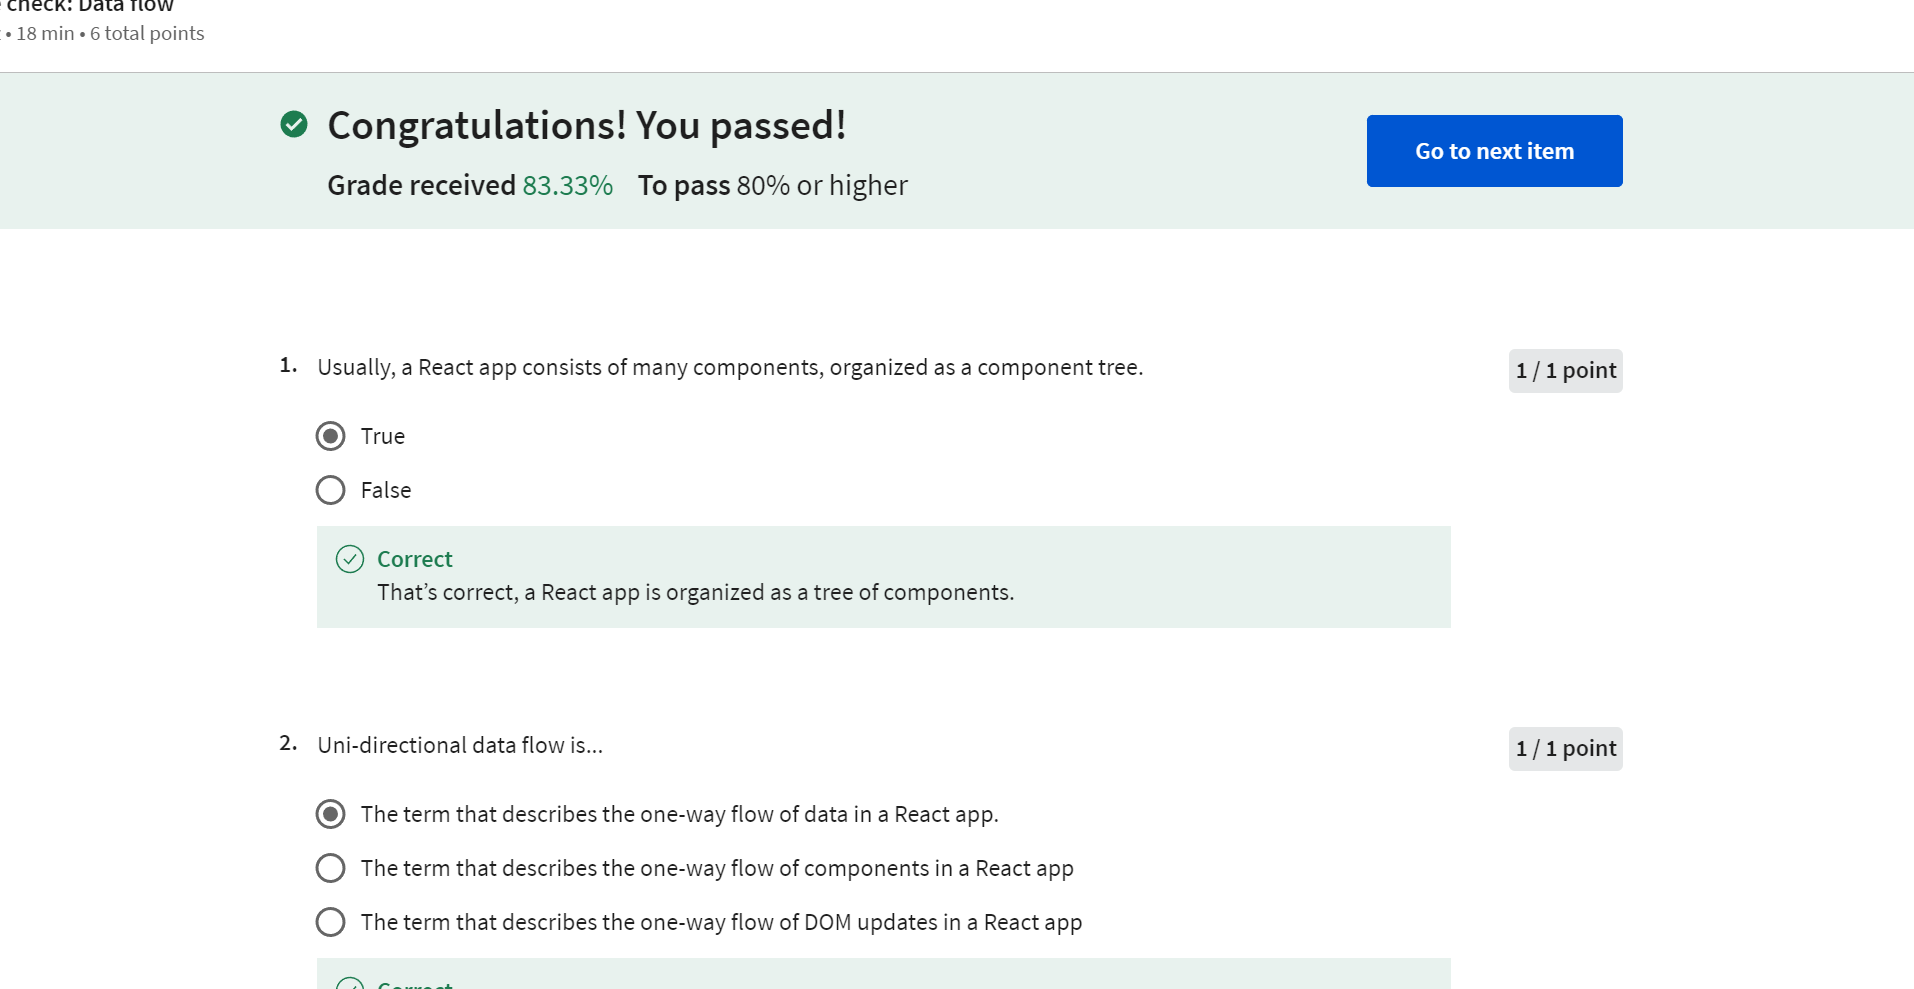 check: Data flow
• 18 min • 6 total points
Congratulations! You passed!
Grade received 83.33% To pass 80% or higher
Go to next item
1. Usually, a React app consists of many components, organized as a component tree.
1 / 1 point
True
False
Correct
That’s correct, a React app is organized as a tree of components.
2. Uni-directional data flow is...
1 / 1 point
The term that describes the one-way flow of data in a React app.
The term that describes the one-way flow of components in a React app
The term that describes the one-way flow of DOM updates in a React app
Correct